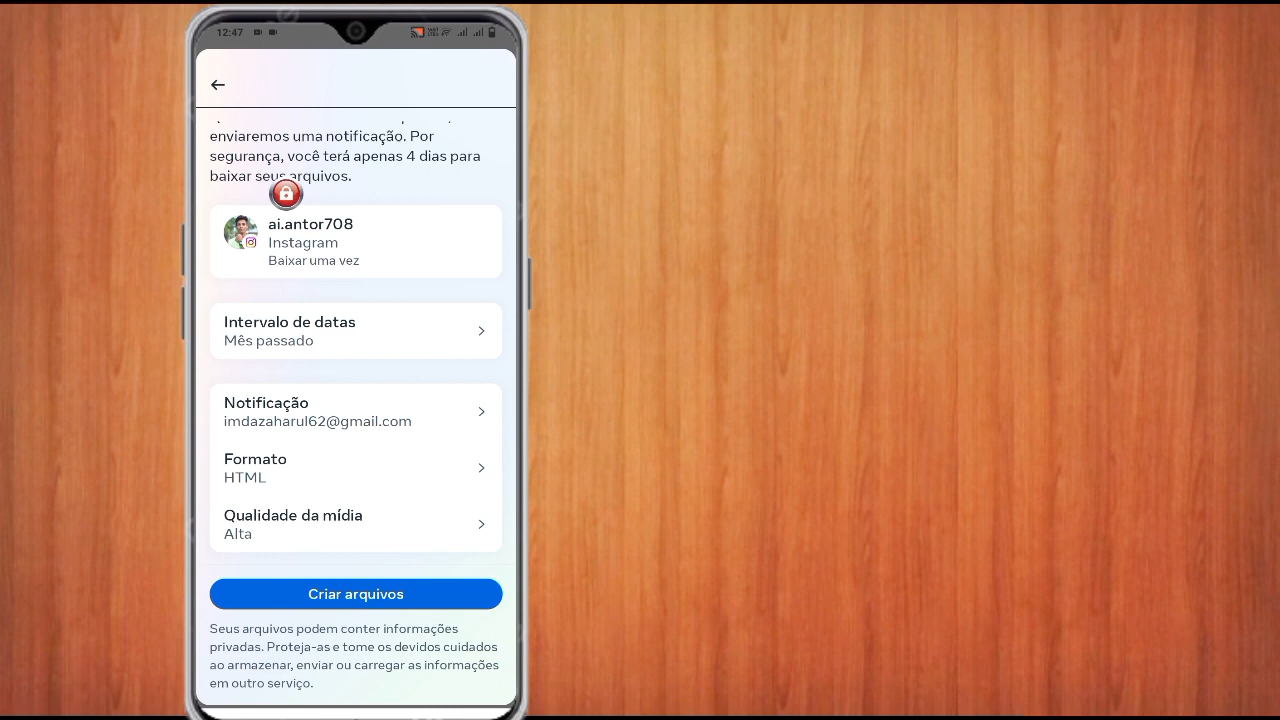 12:47
enviaremos uma notificação. Por
segurança, você terá apenas 4 dias para
baixar seus arquivos.
ai.antor708
Instagram
Baixar uma vez
Intervalo de datas
Mês passado
Notificação
imdazaharul62@gmail.com
Formato
HTML
Qualidade da mídia
Alta
Criar arquivos
Seus arquivos podem conter informações
privadas. Proteja-as e tome os devidos cuidados
ao armazenar, enviar ou carregar as informações
em outro serviço.